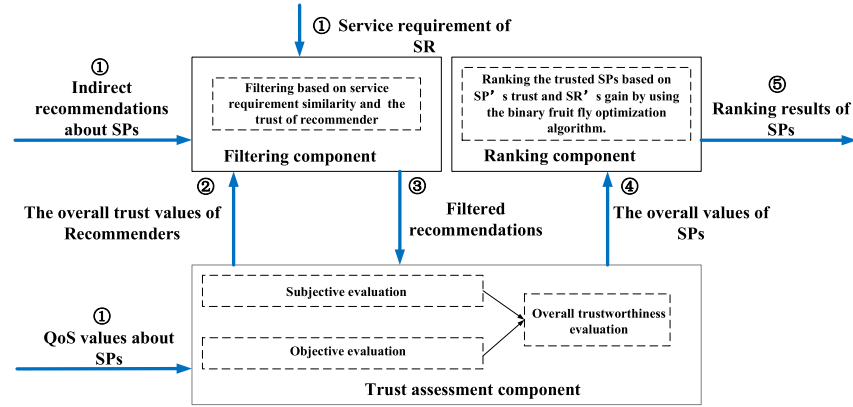 ① Service requirement of
SR
①
Indirect
recommendations
about SPs
Filtering based on service
requirement similarity and the
trust of recommender
Filtering component
Ranking the trusted SPs based on
SP’s trust and SR’s gain by using
the binary fruit fly optimization
algorithm.
Ranking component
⑤
Ranking results of
SPs
②
The overall trust values of
Recommenders
③
Filtered
recommendations
④
The overall values of
SPs
①
QoS values about
SPs
Subjective evaluation
Objective evaluation
Overall trustworthiness
evaluation
Trust assessment component